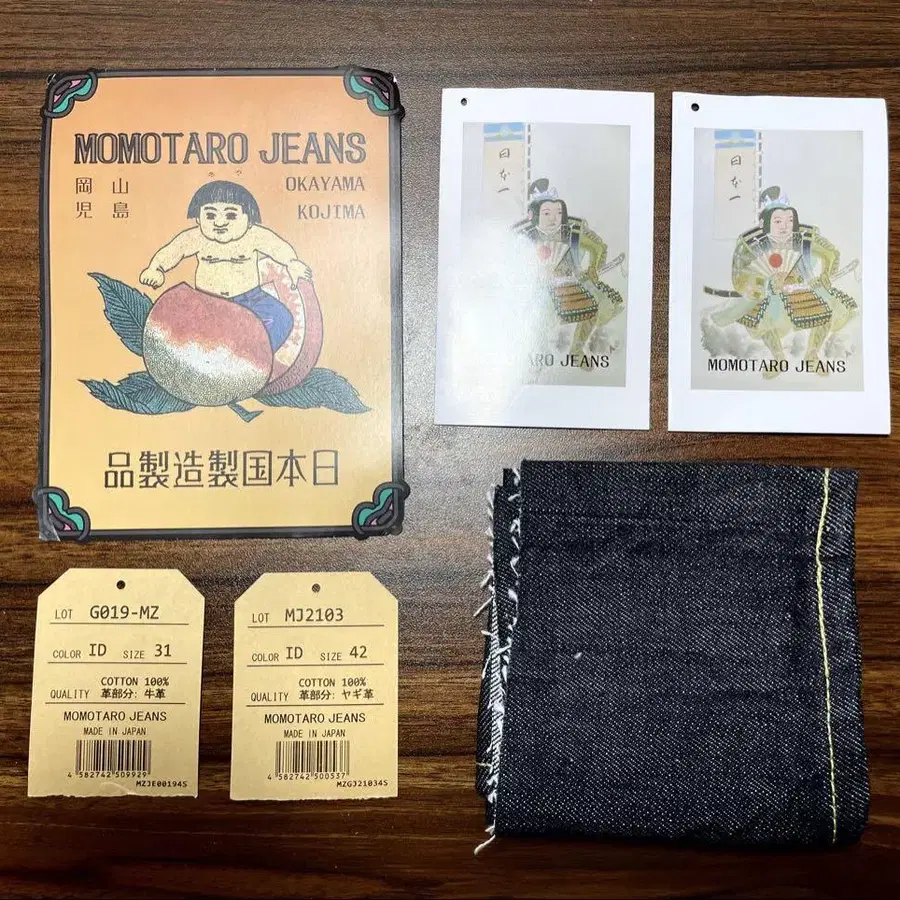 MOMOTARO JEANS
岡山 OKAYAMA
児島 KOJIMA
品製造製国本日
日本一
TARO JEANS
日本一
MOMOTARO JEANS
LOT G019-MZ
COLOR ID SIZE 31
QUALITY COTTON 100%
革部分: 牛革
MOMOTARO JEANS
MADE IN JAPAN
4 582742 509929
MZJE00194S
LOT MJ2103
COLOR ID SIZE 42
QUALITY COTTON 100%
革部分: ヤギ革
MOMOTARO JEANS
MADE IN JAPAN
4 582742 500537
MZGJ21034S